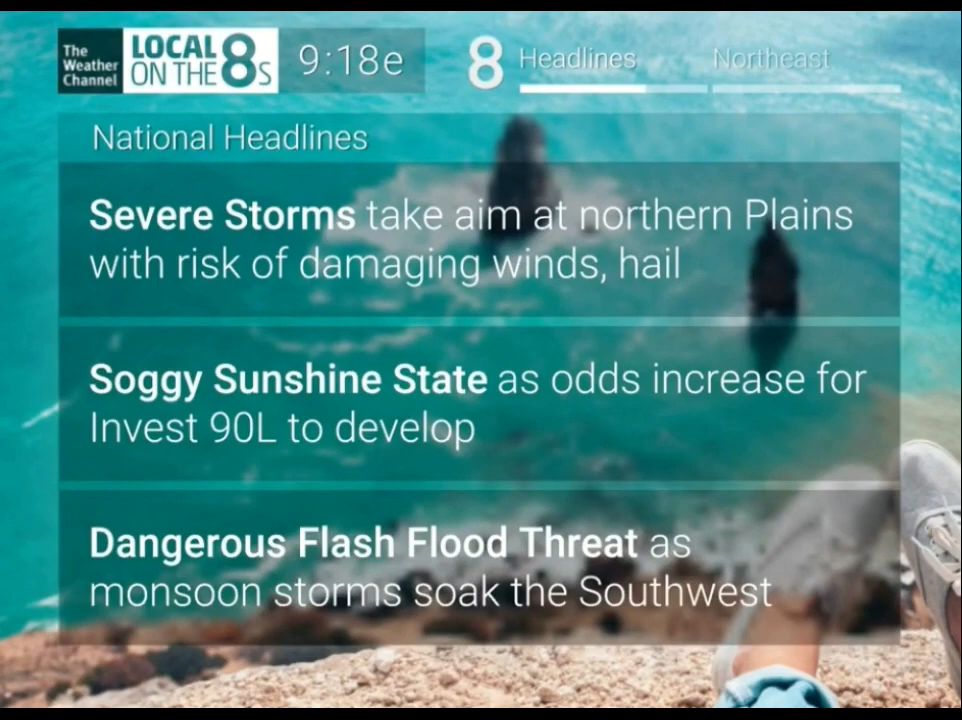 The Weather Channel
LOCAL ON THE 8s
9:18e
8
Headlines
Northeast
National Headlines
Severe Storms take aim at northern Plains
with risk of damaging winds, hail
Soggy Sunshine State as odds increase for
Invest 90L to develop
Dangerous Flash Flood Threat as
monsoon storms soak the Southwest